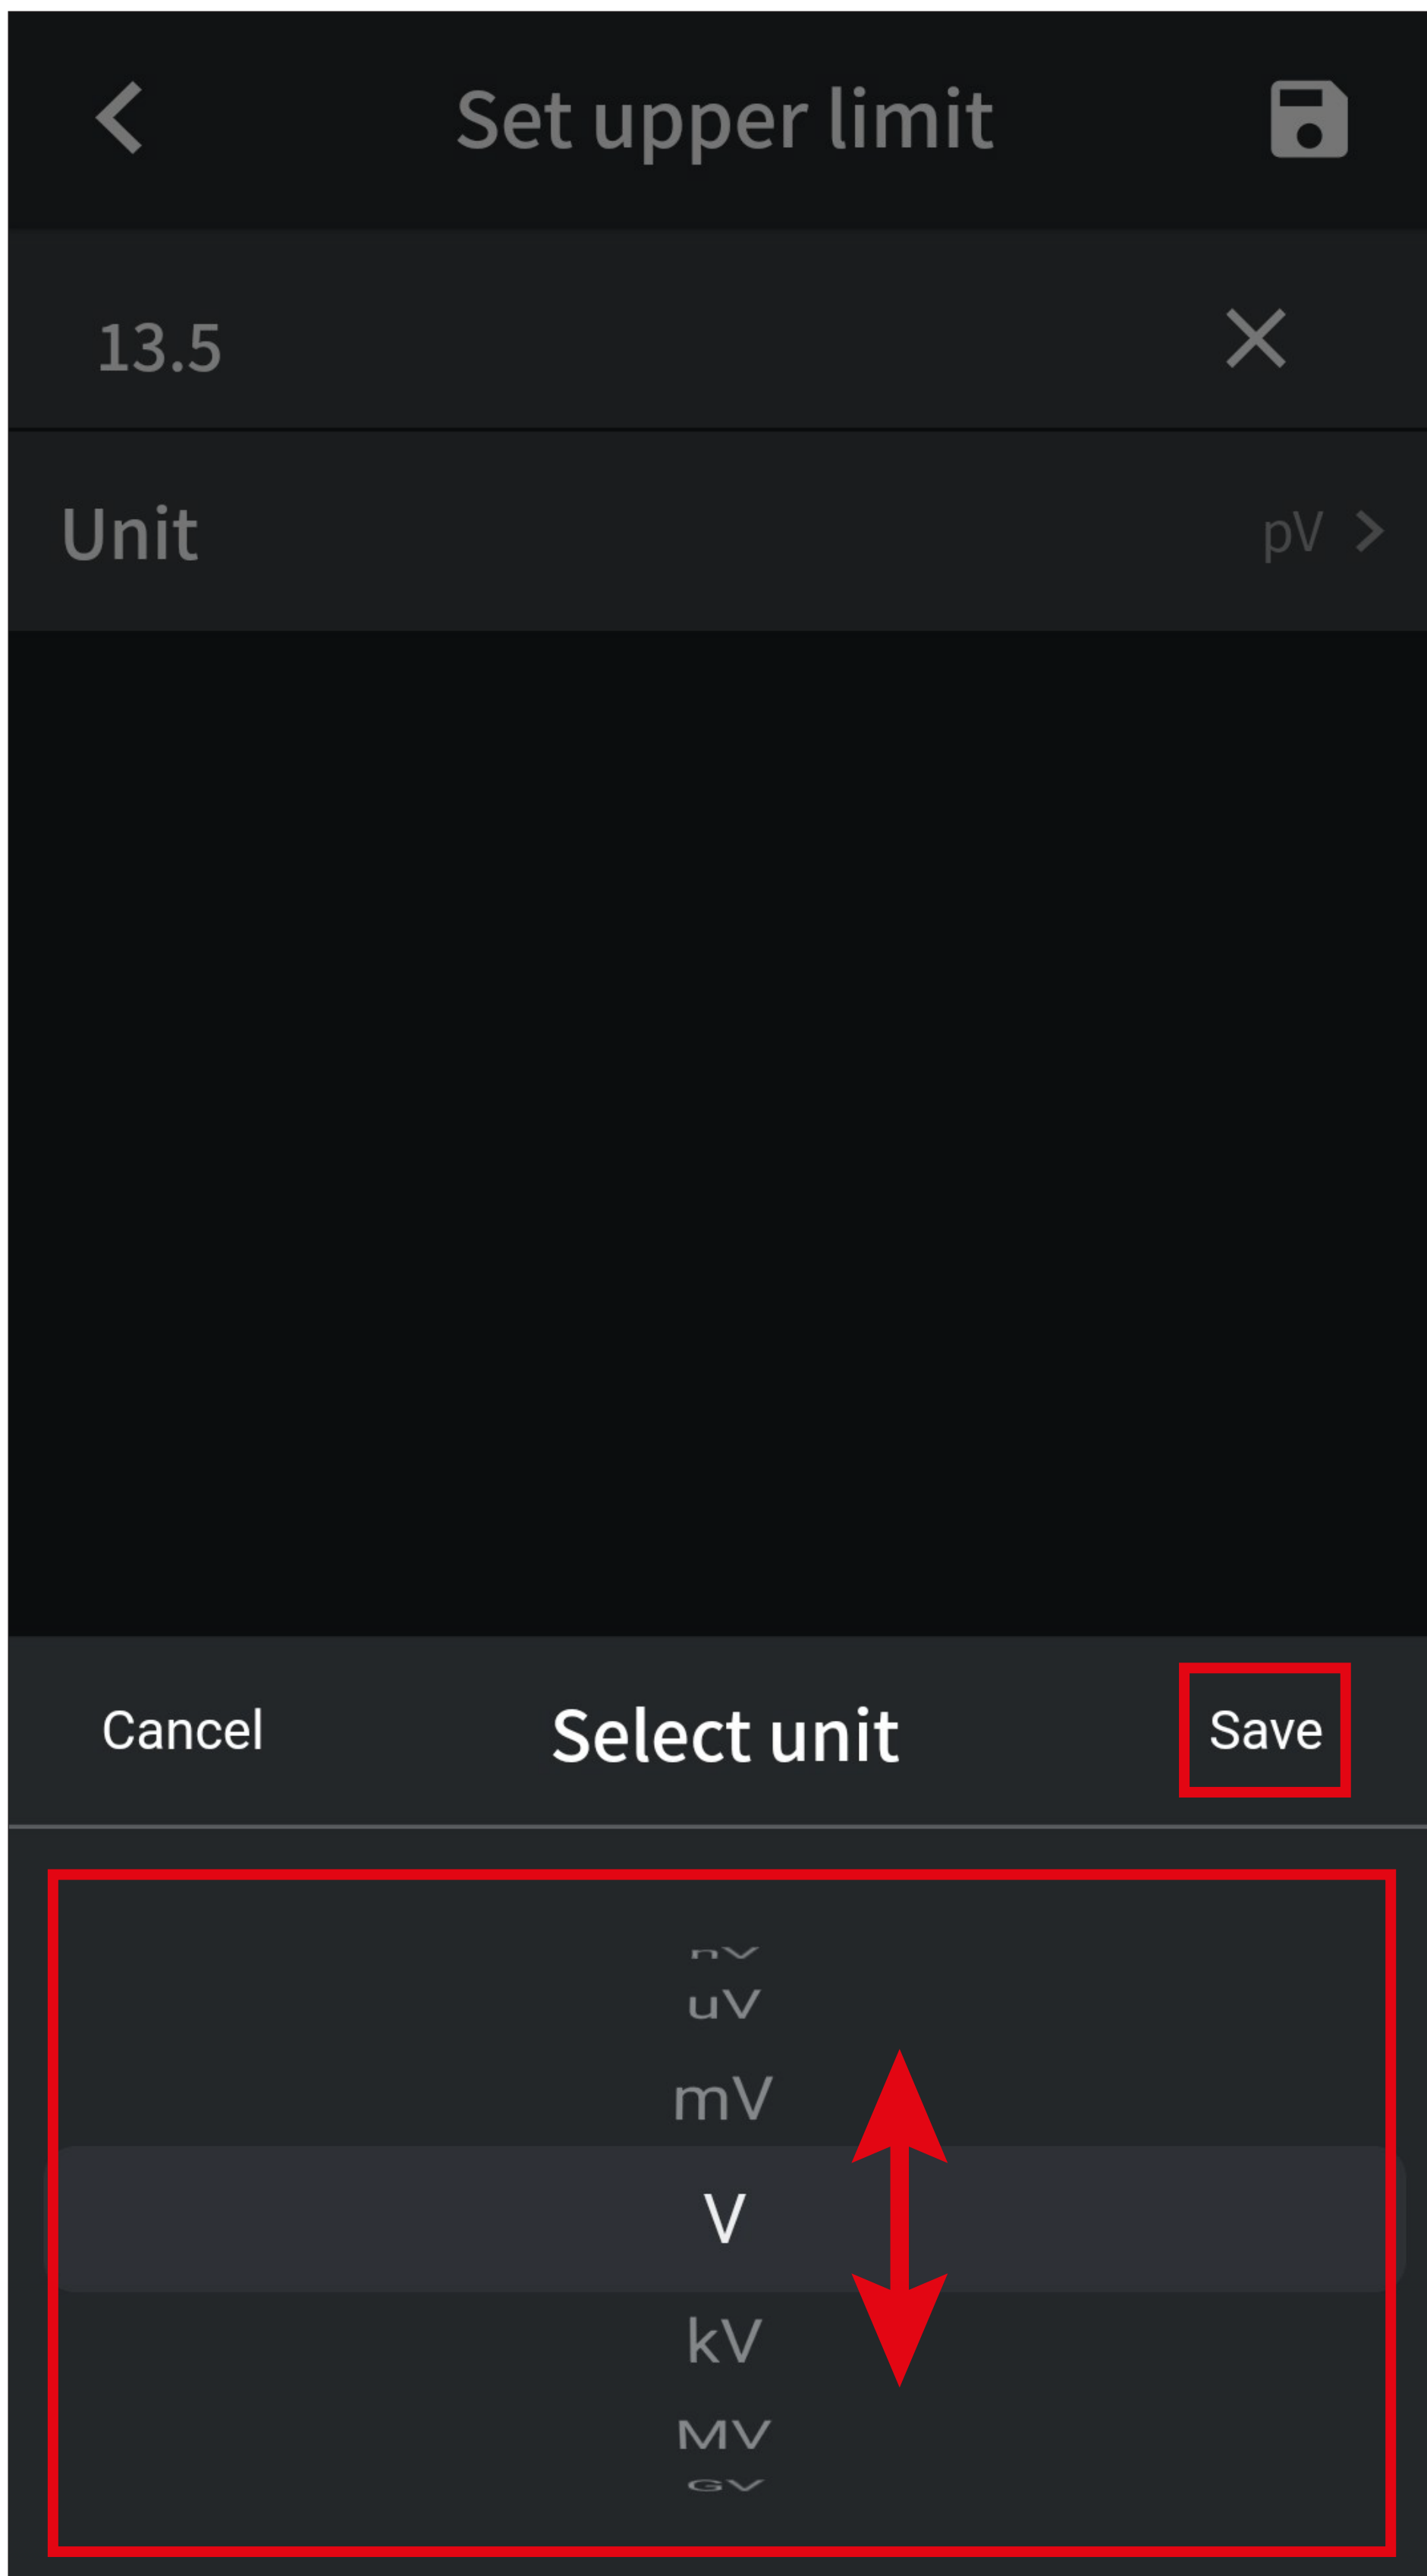 Set upper limit
13.5
Unit pV
Cancel Select unit Save
nV
uV
mV
V
kV
MV
GV